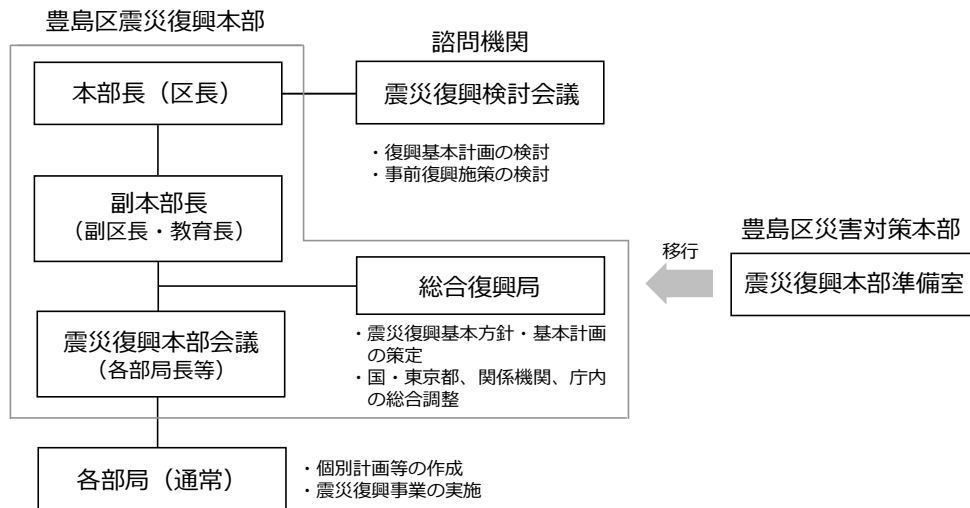 豊島区震災復興本部
諮問機関
本部長（区長）
震災復興検討会議
・復興基本計画の検討
・事前復興施策の検討
副本部長
（副区長・教育長）
豊島区災害対策本部
移行
震災復興本部準備室
総合復興局
・震災復興基本方針・基本計画
の策定
・国・東京都、関係機関、庁内
の総合調整
震災復興本部会議
（各部局長等）
各部局（通常）
・個別計画等の作成
・震災復興事業の実施